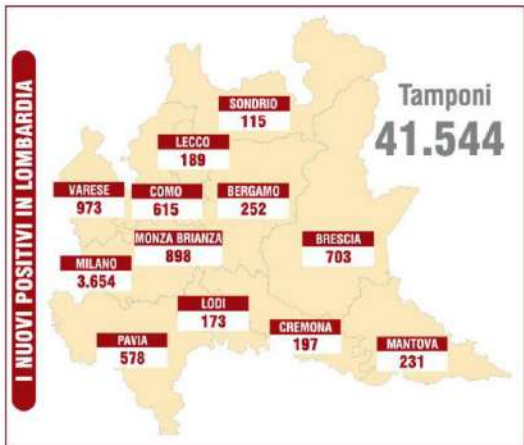 I NUOVI POSITIVI IN LOMBARDIA
Tamponi
41.544
SONDRIO
115
LECCO
189
VARESE
973
COMO
615
BERGAMO
252
MONZA BRIANZA
898
BRESCIA
703
MILANO
3.654
LODI
173
CREMONA
197
PAVIA
578
MANTOVA
231